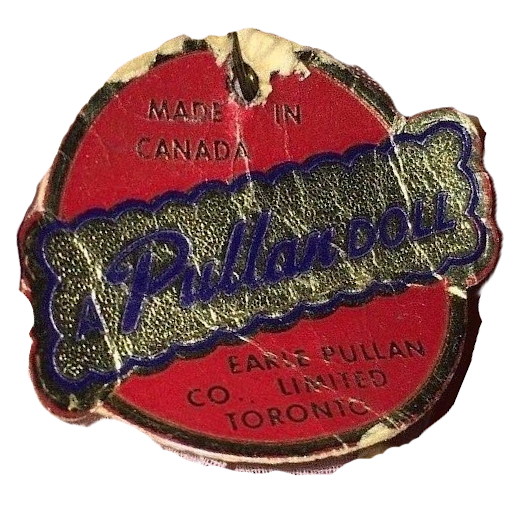 MADE IN
CANADA
A Pullan DOLL
EARLE PULLAN
CO., LIMITED
TORONTO